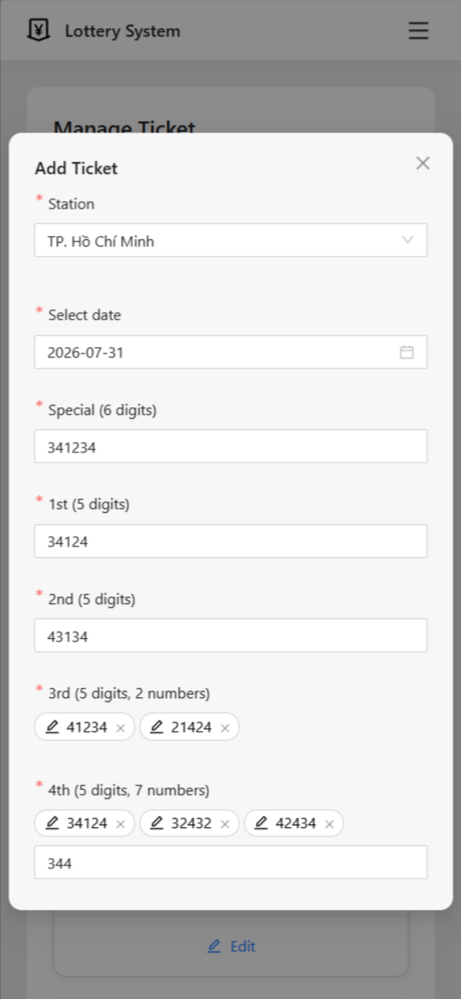 Lottery System
Manage Ticket
Add Ticket
* Station
TP. Hồ Chí Minh
* Select date
2026-07-31
* Special (6 digits)
341234
* 1st (5 digits)
34124
* 2nd (5 digits)
43134
* 3rd (5 digits, 2 numbers)
41234 21424
* 4th (5 digits, 7 numbers)
34124 32432 42434
344
Edit